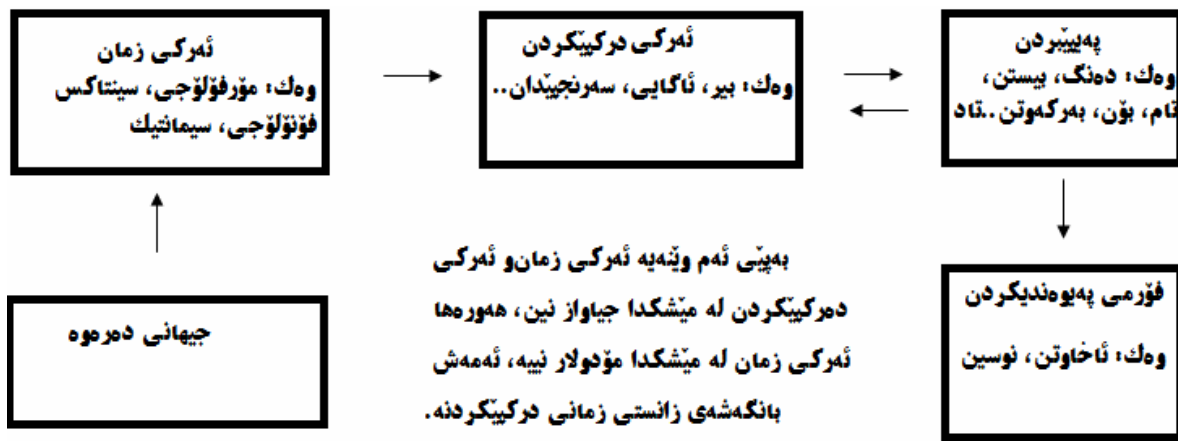 ئەركی زمان
وەك: مۆرفۆلۆجی، سینتاكس
فۆنۆلۆجی، سیمانتیك
ئەركی دركپێكردن
وەك: بیر، ئاگایی، سەرنجپێدان..
پەیپێبردن
وەك: دەنگ، بیستن،
تام، بۆن، بەركەوتن..تاد
فۆرمی پەیوەندیكردن
وەك: ئاخاوتن، نوسین
جیهانی دەرەوە
بەپێی ئەم وێنەیە ئەركی زمانو ئەركی
دەركپێكردن لە مێشكدا جیاواز نین، هەورەها
ئەركی زمان لە مێشكدا مۆدولار نییە، ئەمەش
بانگەشەی زانستی زمانی دركپێكردنە.